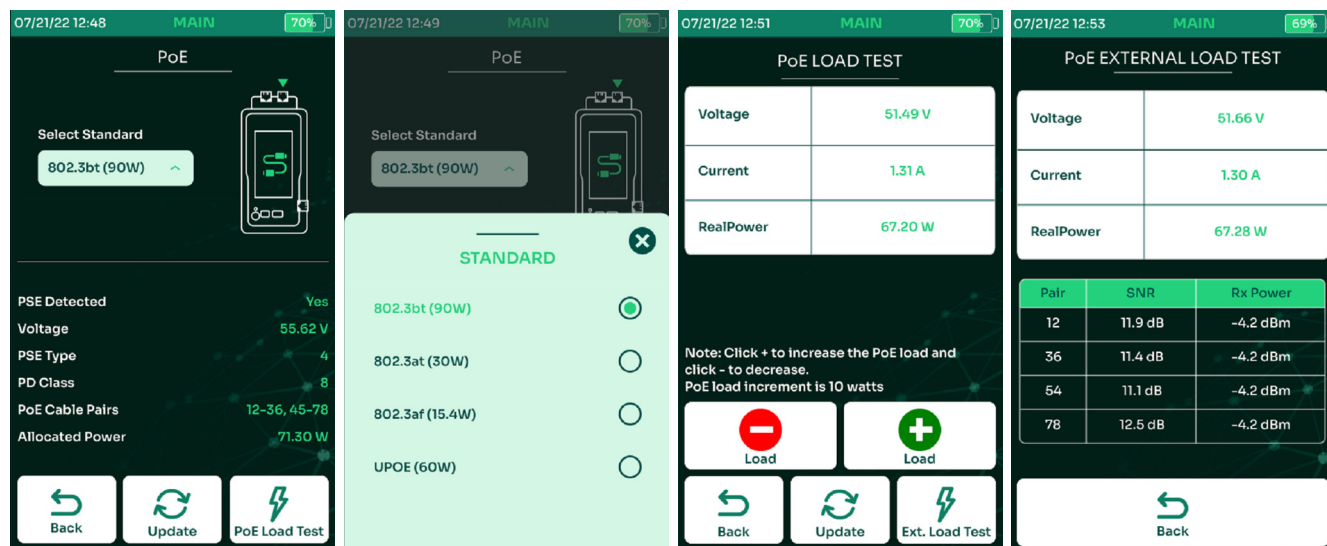 07/21/22 12:48 MAIN 70%
PoE
Select Standard
802.3bt (90W)
PSE Detected Yes
Voltage 55.62 V
PSE Type 4
PD Class 8
PoE Cable Pairs 12-36, 45-78
Allocated Power 71.30 W
Back Update PoE Load Test
07/21/22 12:49 MAIN 70%
PoE
Select Standard
802.3bt (90W)
STANDARD
802.3bt (90W)
802.3at (30W)
802.3af (15.4W)
UPOE (60W)
07/21/22 12:51 MAIN 70%
PoE LOAD TEST
Voltage 51.49 V
Current 1.31 A
RealPower 67.20 W
Note: Click + to increase the PoE load and
click - to decrease.
PoE load increment is 10 watts
Load Load
Back Update Ext. Load Test
07/21/22 12:53 MAIN 69%
PoE EXTERNAL LOAD TEST
Voltage 51.66 V
Current 1.30 A
RealPower 67.28 W
Pair SNR Rx Power
12 11.9 dB -4.2 dBm
36 11.4 dB -4.2 dBm
54 11.1 dB -4.2 dBm
78 12.5 dB -4.2 dBm
Back